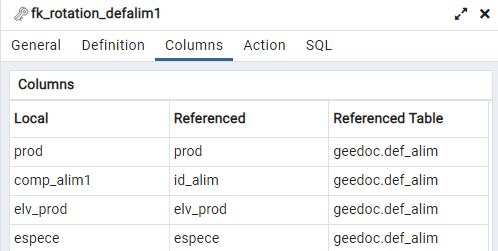 fk_rotation_defalim1
General Definition Columns Action SQL
Columns
Local Referenced Referenced Table
prod prod geedoc.def_alim
comp_alim1 id_alim geedoc.def_alim
elv_prod elv_prod geedoc.def_alim
espece espece geedoc.def_alim